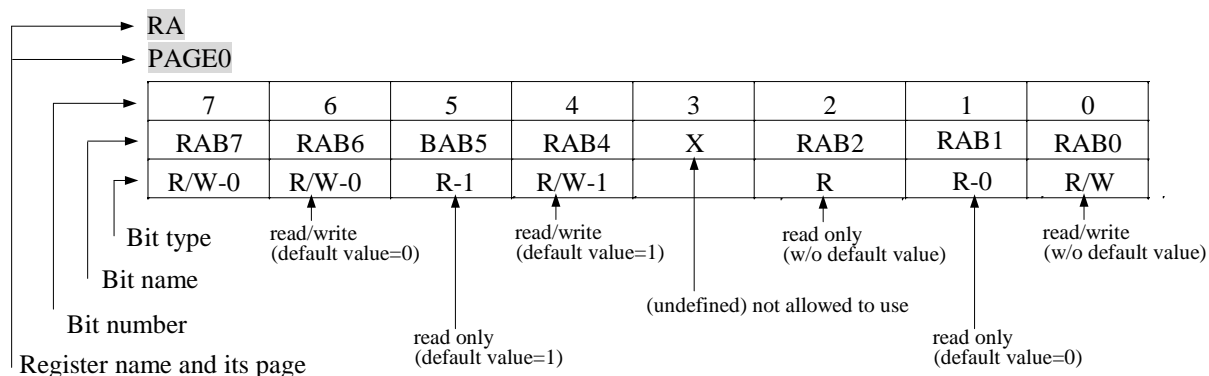 RA
PAGE0
7 6 5 4 3 2 1 0
RAB7 RAB6 BAB5 RAB4 X RAB2 RAB1 RAB0
R/W-0 R/W-0 R-1 R/W-1 R R-0 R/W
Bit type
read/write
(default value=0)
read/write
(default value=1)
read only
(w/o default value)
read/write
(w/o default value)
Bit name
(undefined) not allowed to use
Bit number
read only
(default value=1)
read only
(default value=0)
Register name and its page